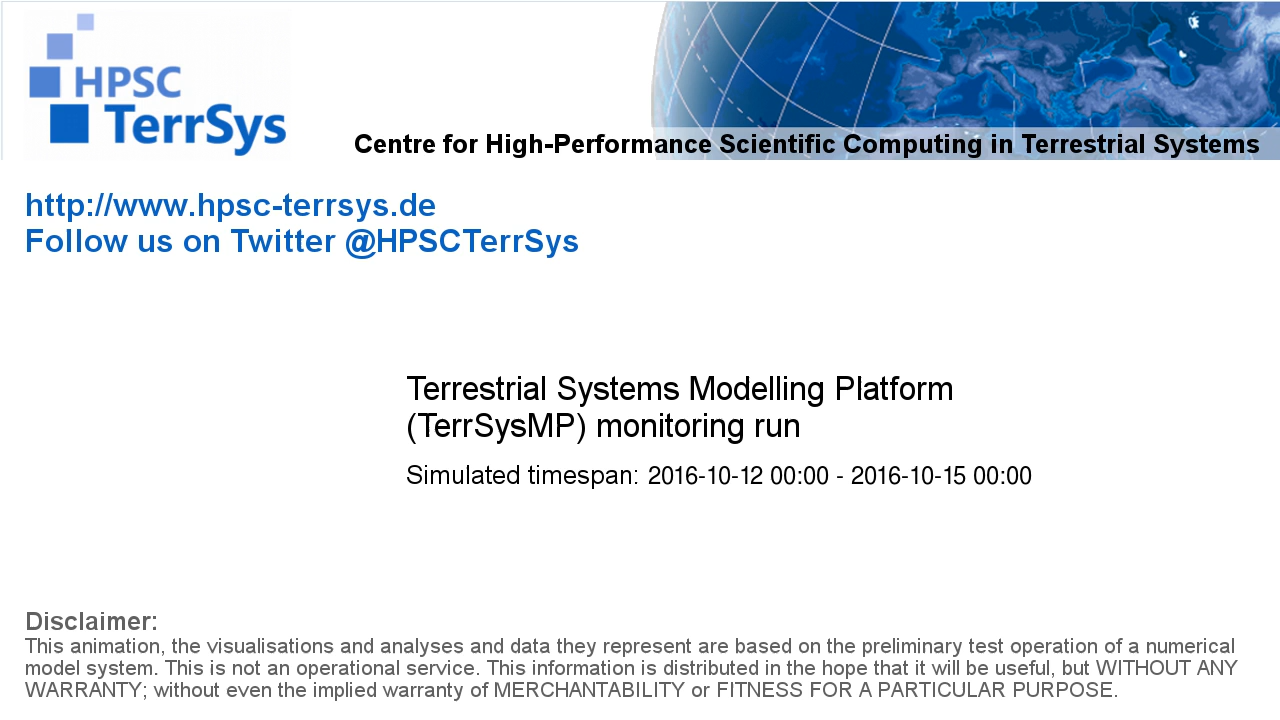 HPSC
TerrSys
Centre for High-Performance Scientific Computing in Terrestrial Systems
http://www.hpsc-terrsys.de
Follow us on Twitter @HPSCTerrSys
Terrestrial Systems Modelling Platform
(TerrSysMP) monitoring run
Simulated timespan: 2016-10-12 00:00 - 2016-10-15 00:00
Disclaimer:
This animation, the visualisations and analyses and data they represent are based on the preliminary test operation of a numerical
model system. This is not an operational service. This information is distributed in the hope that it will be useful, but WITHOUT ANY
WARRANTY; without even the implied warranty of MERCHANTABILITY or FITNESS FOR A PARTICULAR PURPOSE.